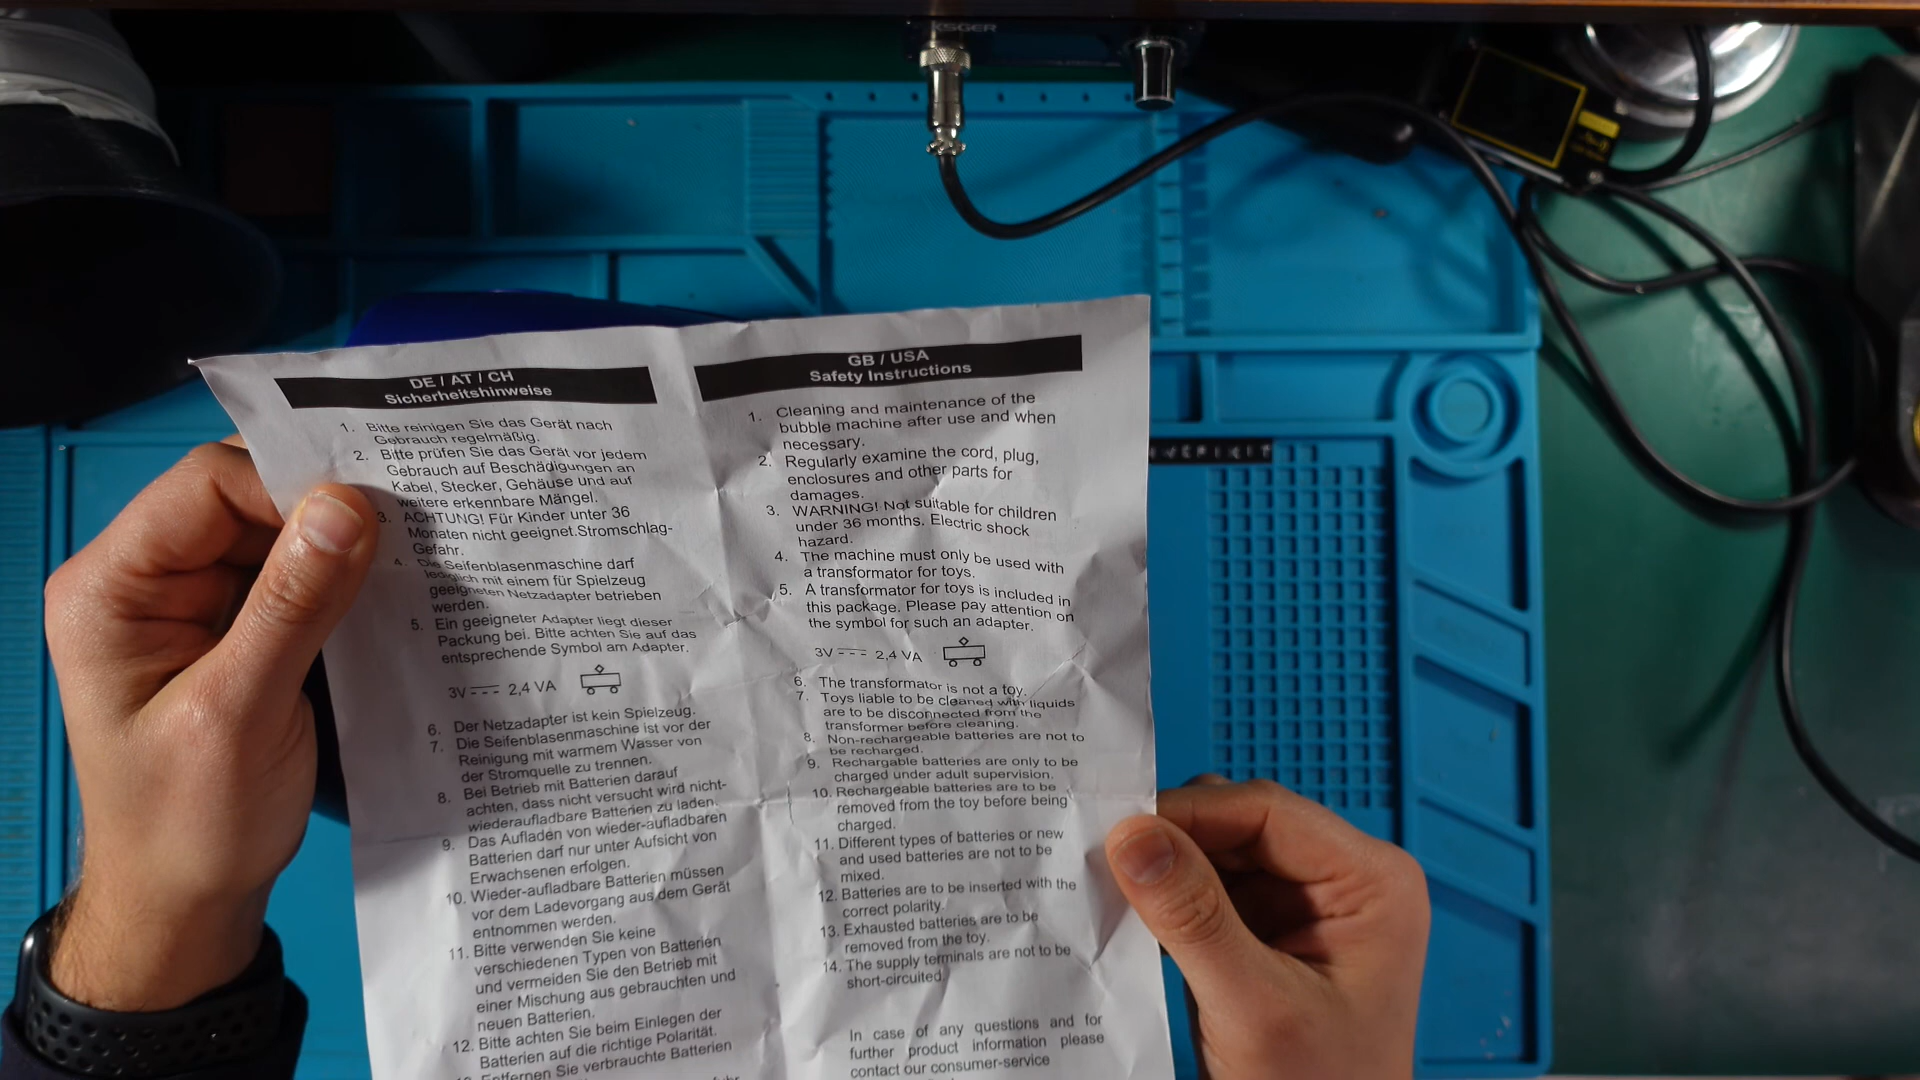 KSGER
DE / AT / CH
Sicherheitshinweise
1. Bitte reinigen Sie das Gerät nach
Gebrauch regelmäßig.
2. Bitte prüfen Sie das Gerät vor jedem
Gebrauch auf Beschädigungen an
Kabel, Stecker, Gehäuse und auf
weitere erkennbare Mängel.
3. ACHTUNG! Für Kinder unter 36
Monaten nicht geeignet.Stromschlag-
Gefahr.
4. Die Seifenblasenmaschine darf
lediglich mit einem für Spielzeug
geeigneten Netzadapter betrieben
werden.
5. Ein geeigneter Adapter liegt dieser
Packung bei. Bitte achten Sie auf das
entsprechende Symbol am Adapter.
3V 2,4 VA
6. Der Netzadapter ist kein Spielzeug.
7. Die Seifenblasenmaschine ist vor der
Reinigung mit warmem Wasser von
der Stromquelle zu trennen.
8. Bei Betrieb mit Batterien darauf
achten, dass nicht versucht wird nicht-
wiederaufladbare Batterien zu laden.
9. Das Aufladen von wieder-aufladbaren
Batterien darf nur unter Aufsicht von
Erwachsenen erfolgen.
10. Wieder-aufladbare Batterien müssen
vor dem Ladevorgang aus dem Gerät
entnommen werden.
11. Bitte verwenden Sie keine
verschiedenen Typen von Batterien
und vermeiden Sie den Betrieb mit
einer Mischung aus gebrauchten und
neuen Batterien.
12. Bitte achten Sie beim Einlegen der
Batterien auf die richtige Polarität.
Entfernen Sie verbrauchte Batterien
GB / USA
Safety Instructions
1. Cleaning and maintenance of the
bubble machine after use and when
necessary.
2. Regularly examine the cord, plug,
enclosures and other parts for
damages.
3. WARNING! Not suitable for children
under 36 months. Electric shock
hazard.
4. The machine must only be used with
a transformator for toys.
5. A transformator for toys is included in
this package. Please pay attention on
the symbol for such an adapter.
3V 2,4 VA
6. The transformator is not a toy.
7. Toys liable to be cleaned with liquids
are to be disconnected from the
transformer before cleaning.
8. Non-rechargeable batteries are not to
be recharged.
9. Rechargable batteries are only to be
charged under adult supervision.
10. Rechargeable batteries are to be
removed from the toy before being
charged.
11. Different types of batteries or new
and used batteries are not to be
mixed.
12. Batteries are to be inserted with the
correct polarity.
13. Exhausted batteries are to be
removed from the toy.
14. The supply terminals are not to be
short-circuited.
In case of any questions and for
further product information please
contact our consumer-service